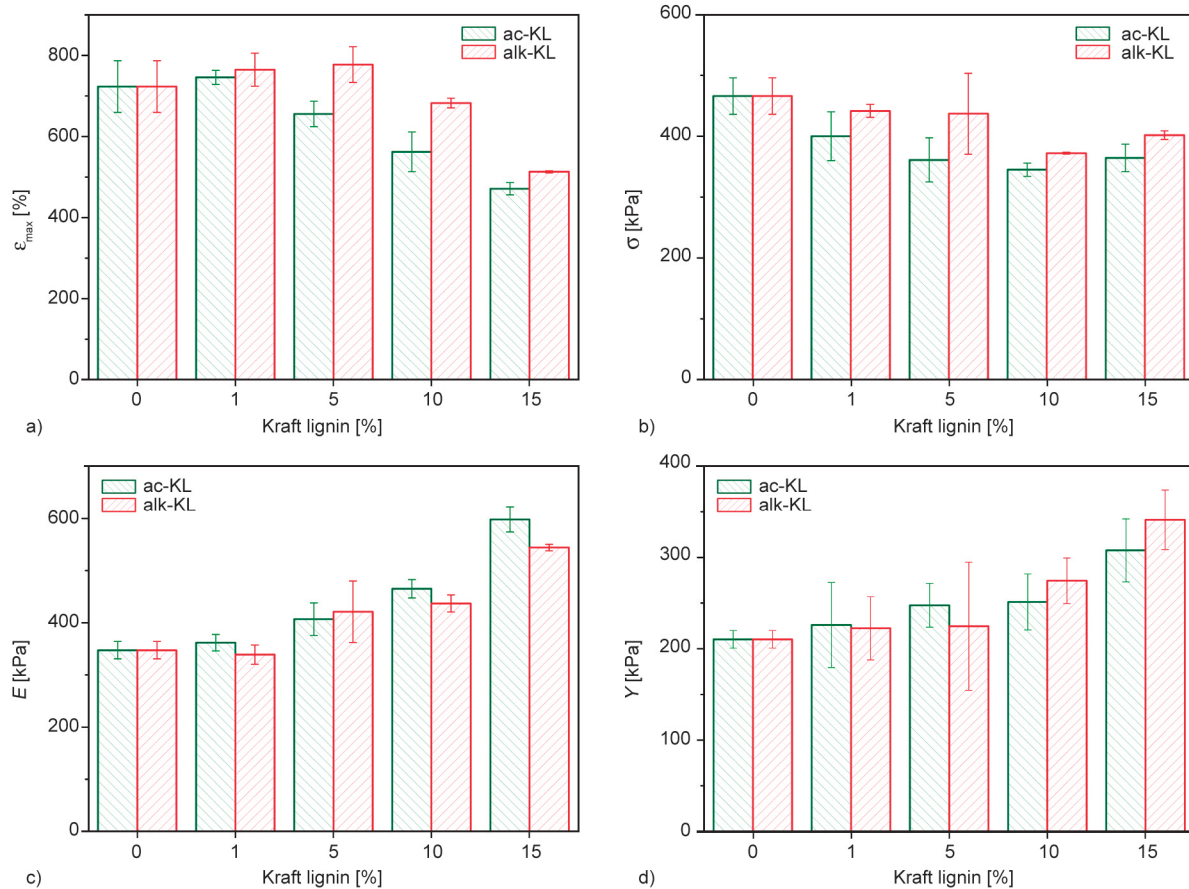 ac-KL
alk-KL
800
600
400
200
0
εmax [%]
0 1 5 10 15
Kraft lignin [%]
a)
ac-KL
alk-KL
600
400
200
0
σ [kPa]
0 1 5 10 15
Kraft lignin [%]
b)
ac-KL
alk-KL
600
400
200
0
E [kPa]
0 1 5 10 15
Kraft lignin [%]
c)
ac-KL
alk-KL
400
300
200
100
0
Y [kPa]
0 1 5 10 15
Kraft lignin [%]
d)